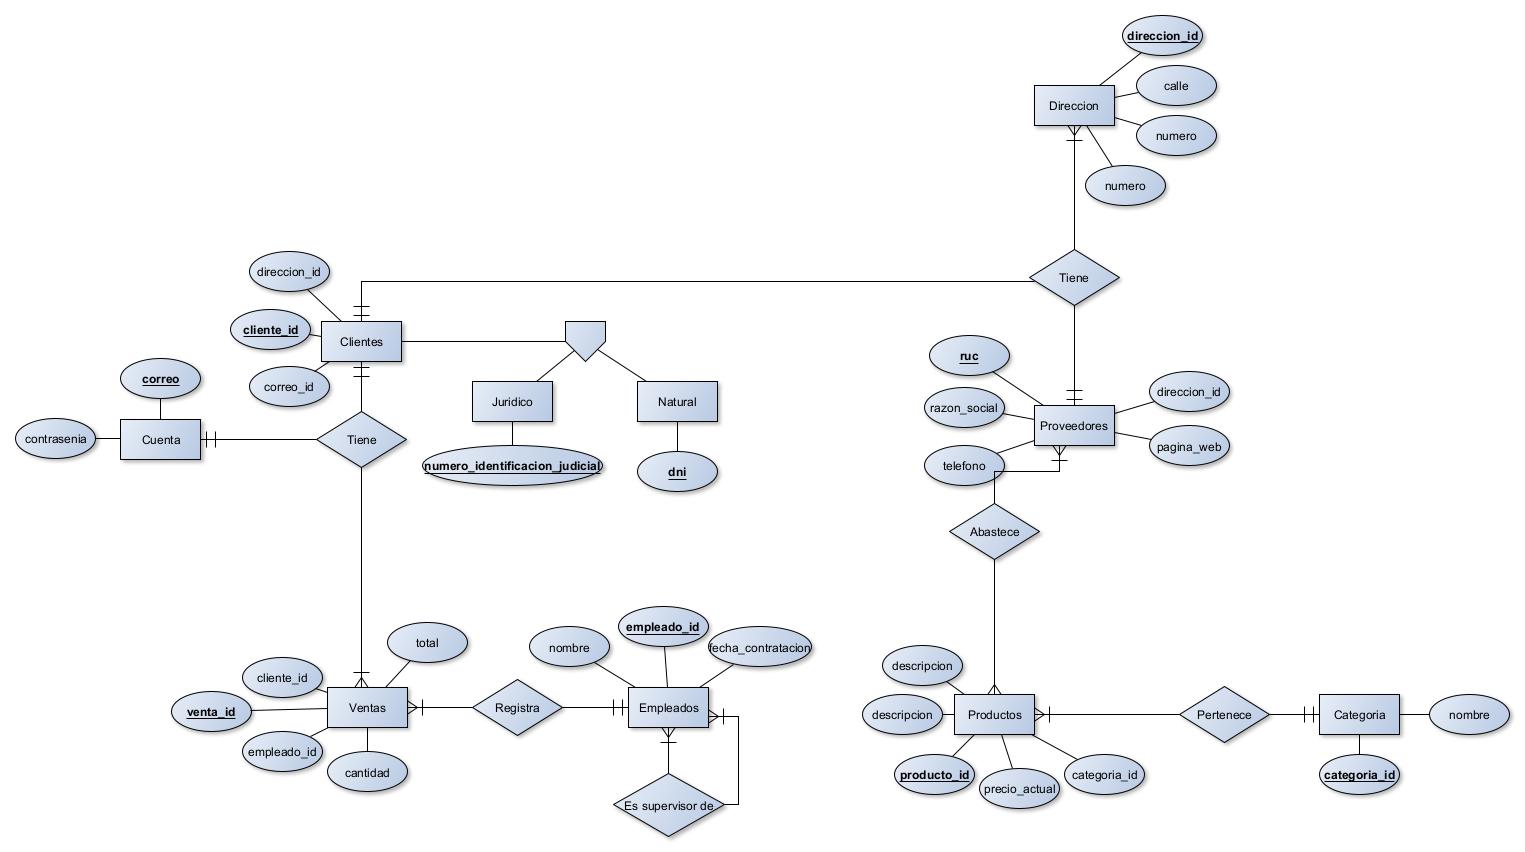 direccion_id
calle
Direccion
numero
numero
direccion_id
Tiene
cliente_id
Clientes
correo_id
correo
contrasenia
Cuenta
Tiene
Juridico
Natural
numero_identificacion_judicial
dni
ruc
direccion_id
razon_social
Proveedores
pagina_web
telefono
Abastece
total
cliente_id
venta_id
Ventas
empleado_id
cantidad
Registra
nombre
empleado_id
fecha_contratacion
Empleados
Es supervisor de
descripcion
descripcion
Productos
producto_id
precio_actual
categoria_id
Pertenece
Categoria
nombre
categoria_id